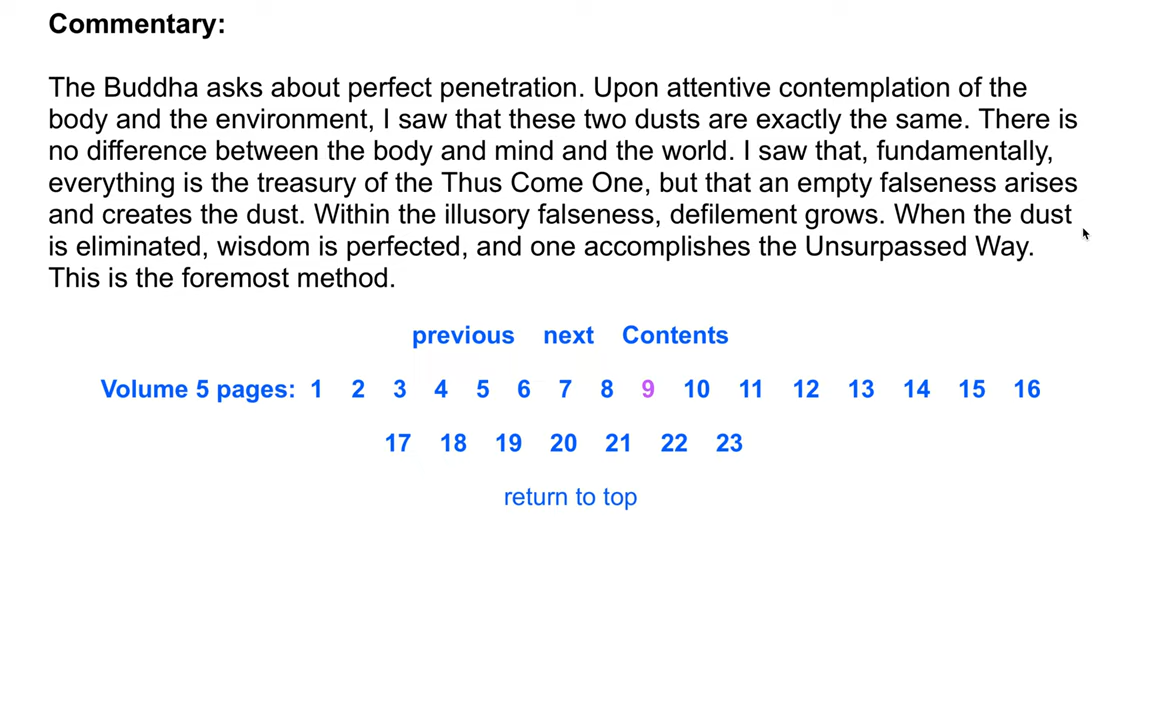 Commentary:
The Buddha asks about perfect penetration. Upon attentive contemplation of the
body and the environment, I saw that these two dusts are exactly the same. There is
no difference between the body and mind and the world. I saw that, fundamentally,
everything is the treasury of the Thus Come One, but that an empty falseness arises
and creates the dust. Within the illusory falseness, defilement grows. When the dust
is eliminated, wisdom is perfected, and one accomplishes the Unsurpassed Way.
This is the foremost method.
previous next Contents
Volume 5 pages: 1 2 3 4 5 6 7 8 9 10 11 12 13 14 15 16
17 18 19 20 21 22 23
return to top